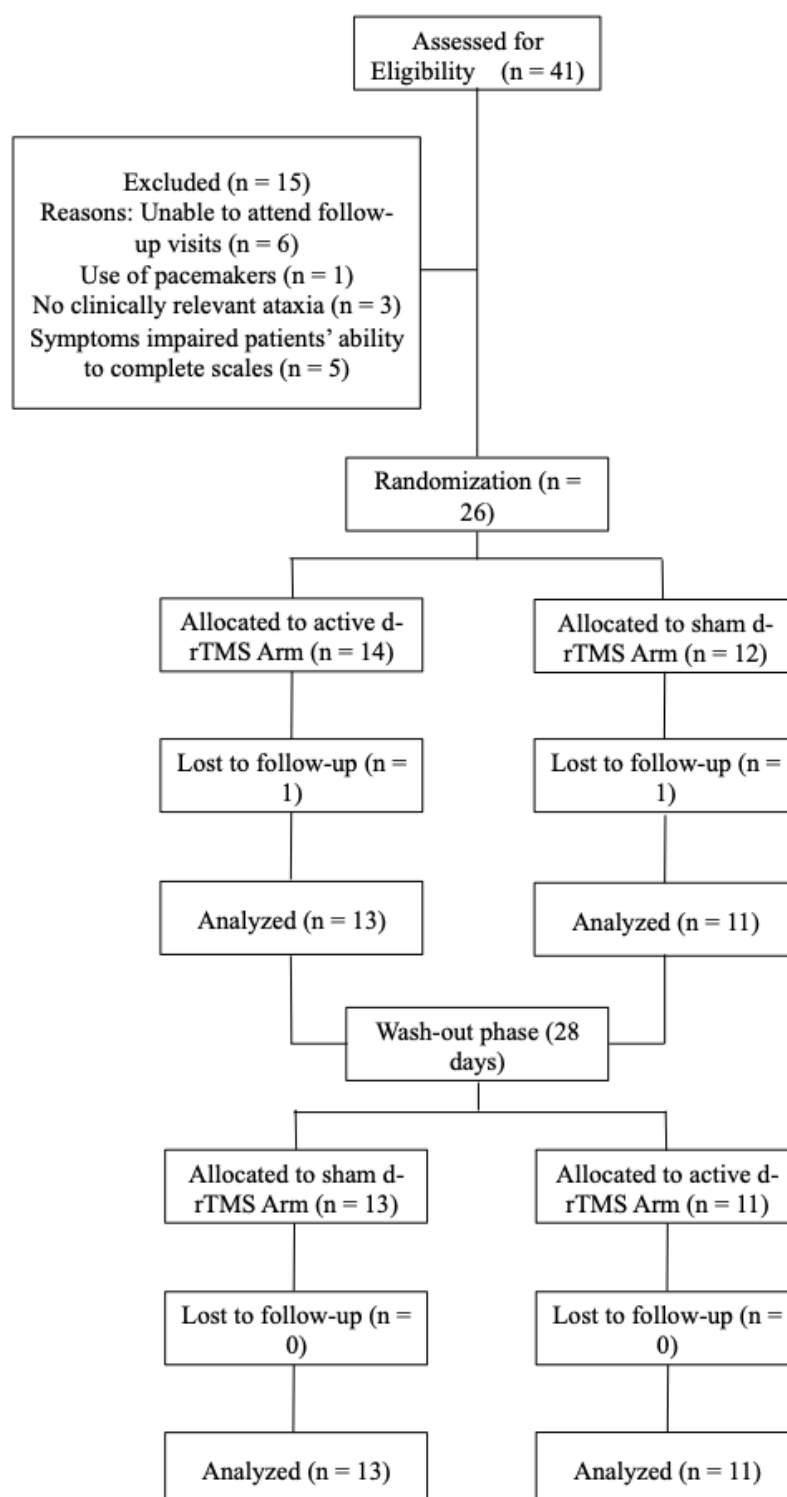 Assessed for
Eligibility (n = 41)
Excluded (n = 15)
Reasons: Unable to attend follow-
up visits (n = 6)
Use of pacemakers (n = 1)
No clinically relevant ataxia (n = 3)
Symptoms impaired patients’ ability
to complete scales (n = 5)
Randomization (n =
26)
Allocated to active d-
rTMS Arm (n = 14)
Allocated to sham d-
rTMS Arm (n = 12)
Lost to follow-up (n =
1)
Lost to follow-up (n =
1)
Analyzed (n = 13)
Analyzed (n = 11)
Wash-out phase (28
days)
Allocated to sham d-
rTMS Arm (n = 13)
Allocated to active d-
rTMS Arm (n = 11)
Lost to follow-up (n =
0)
Lost to follow-up (n =
0)
Analyzed (n = 13)
Analyzed (n = 11)